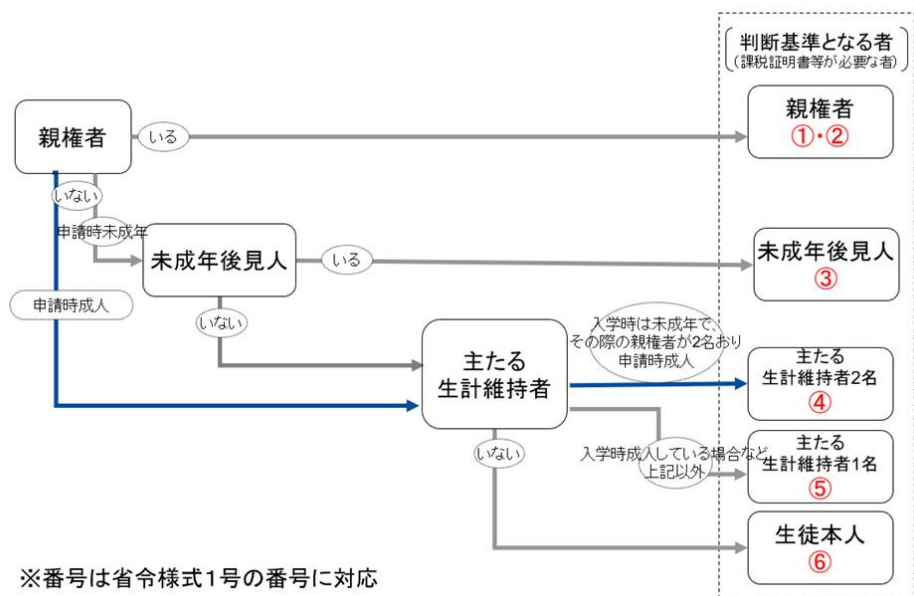 判断基準となる者
(課税証明書等が必要な者)
親権者
いる
親権者
①・②
いない
申請時未成年
未成年後見人
いる
未成年後見人
③
申請時成人
いない
入学時は未成年で、
その際の親権者が2名おり
申請時成人
主たる
生計維持者
主たる
生計維持者2名
④
いない
入学時成人している場合など
上記以外
主たる
生計維持者1名
⑤
生徒本人
⑥
※番号は省令様式1号の番号に対応